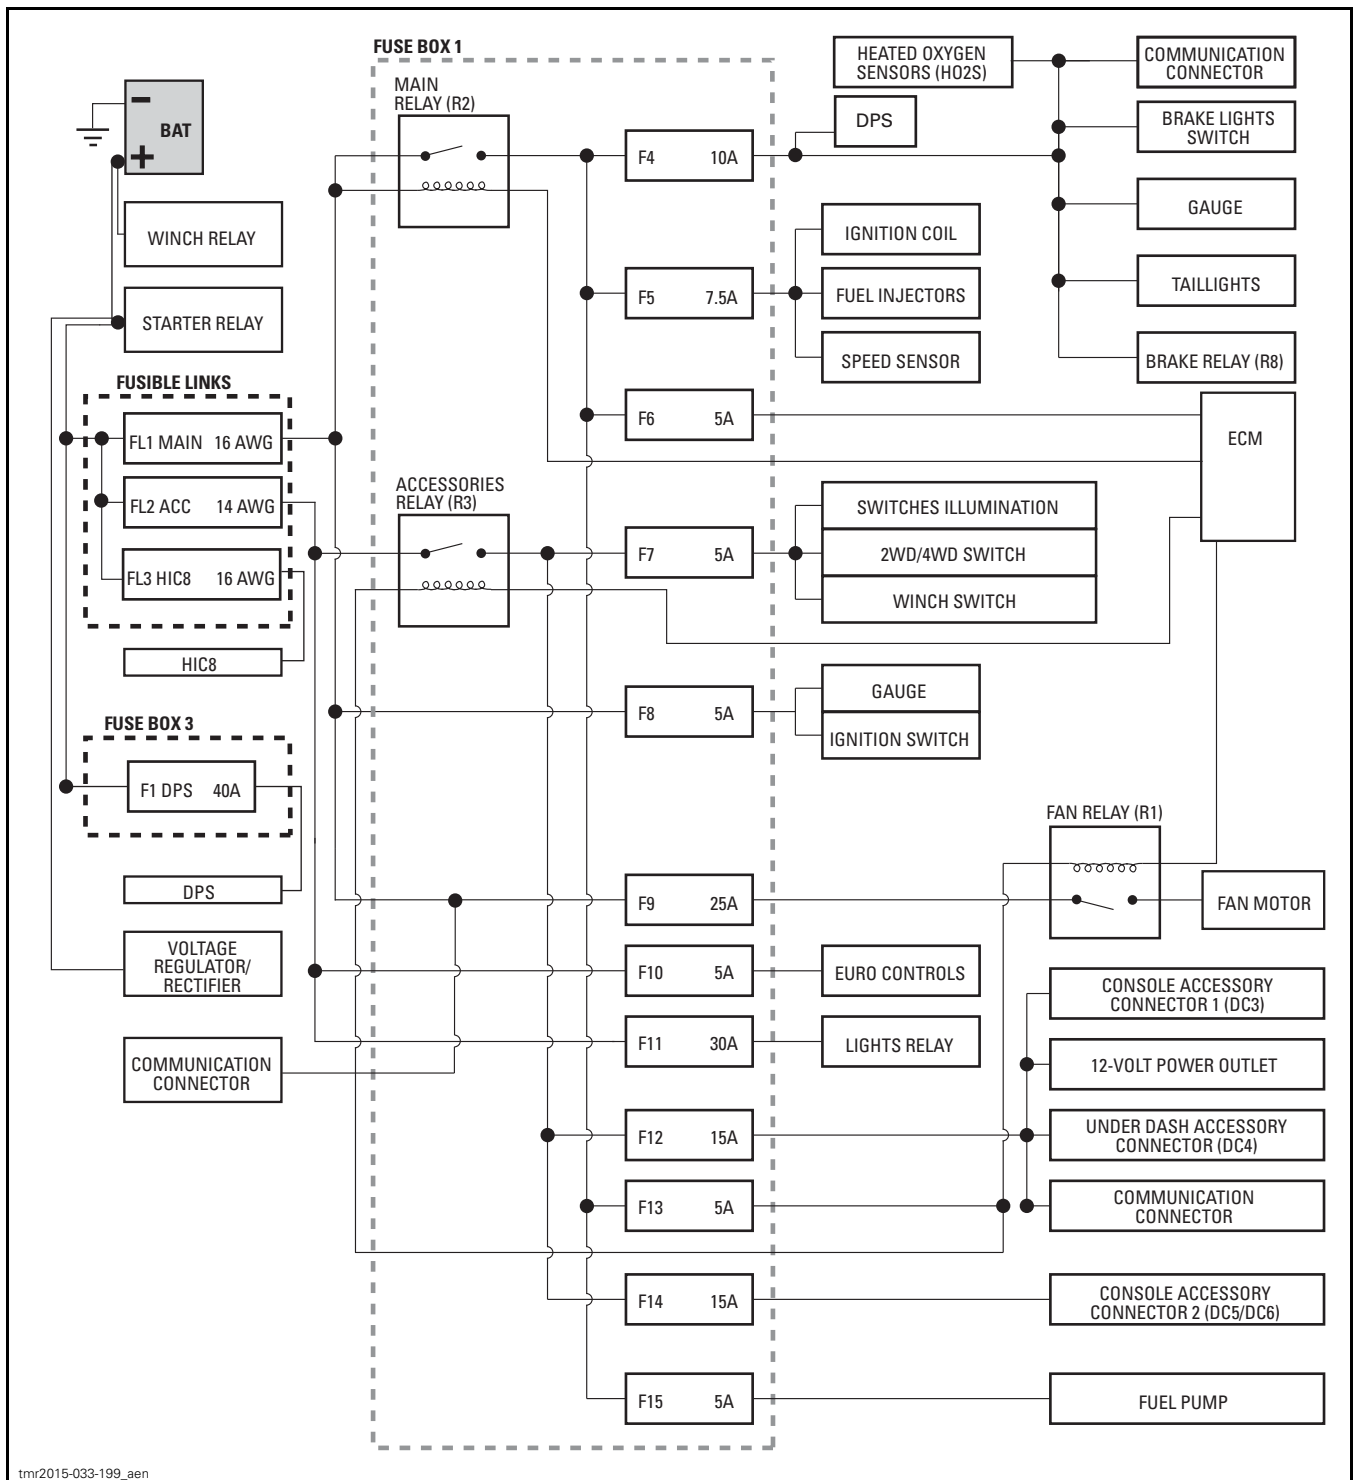 FUSE BOX 1
MAIN
RELAY (R2)
HEATED OXYGEN
SENSORS (HO2S)
COMMUNICATION
CONNECTOR
BAT
DPS
BRAKE LIGHTS
SWITCH
F4 10A
WINCH RELAY
IGNITION COIL
GAUGE
STARTER RELAY
F5 7.5A
FUEL INJECTORS
TAILLIGHTS
SPEED SENSOR
BRAKE RELAY (R8)
FUSIBLE LINKS
FL1 MAIN 16 AWG
F6 5A
ECM
FL2 ACC 14 AWG
ACCESSORIES
RELAY (R3)
SWITCHES ILLUMINATION
FL3 HIC8 16 AWG
F7 5A
2WD/4WD SWITCH
WINCH SWITCH
HIC8
GAUGE
F8 5A
IGNITION SWITCH
FUSE BOX 3
F1 DPS 40A
FAN RELAY (R1)
DPS
F9 25A
FAN MOTOR
VOLTAGE
REGULATOR/
RECTIFIER
F10 5A
EURO CONTROLS
CONSOLE ACCESSORY
CONNECTOR 1 (DC3)
F11 30A
LIGHTS RELAY
12-VOLT POWER OUTLET
COMMUNICATION
CONNECTOR
F12 15A
UNDER DASH ACCESSORY
CONNECTOR (DC4)
F13 5A
COMMUNICATION
CONNECTOR
F14 15A
CONSOLE ACCESSORY
CONNECTOR 2 (DC5/DC6)
F15 5A
FUEL PUMP
tmr2015-033-199_aen